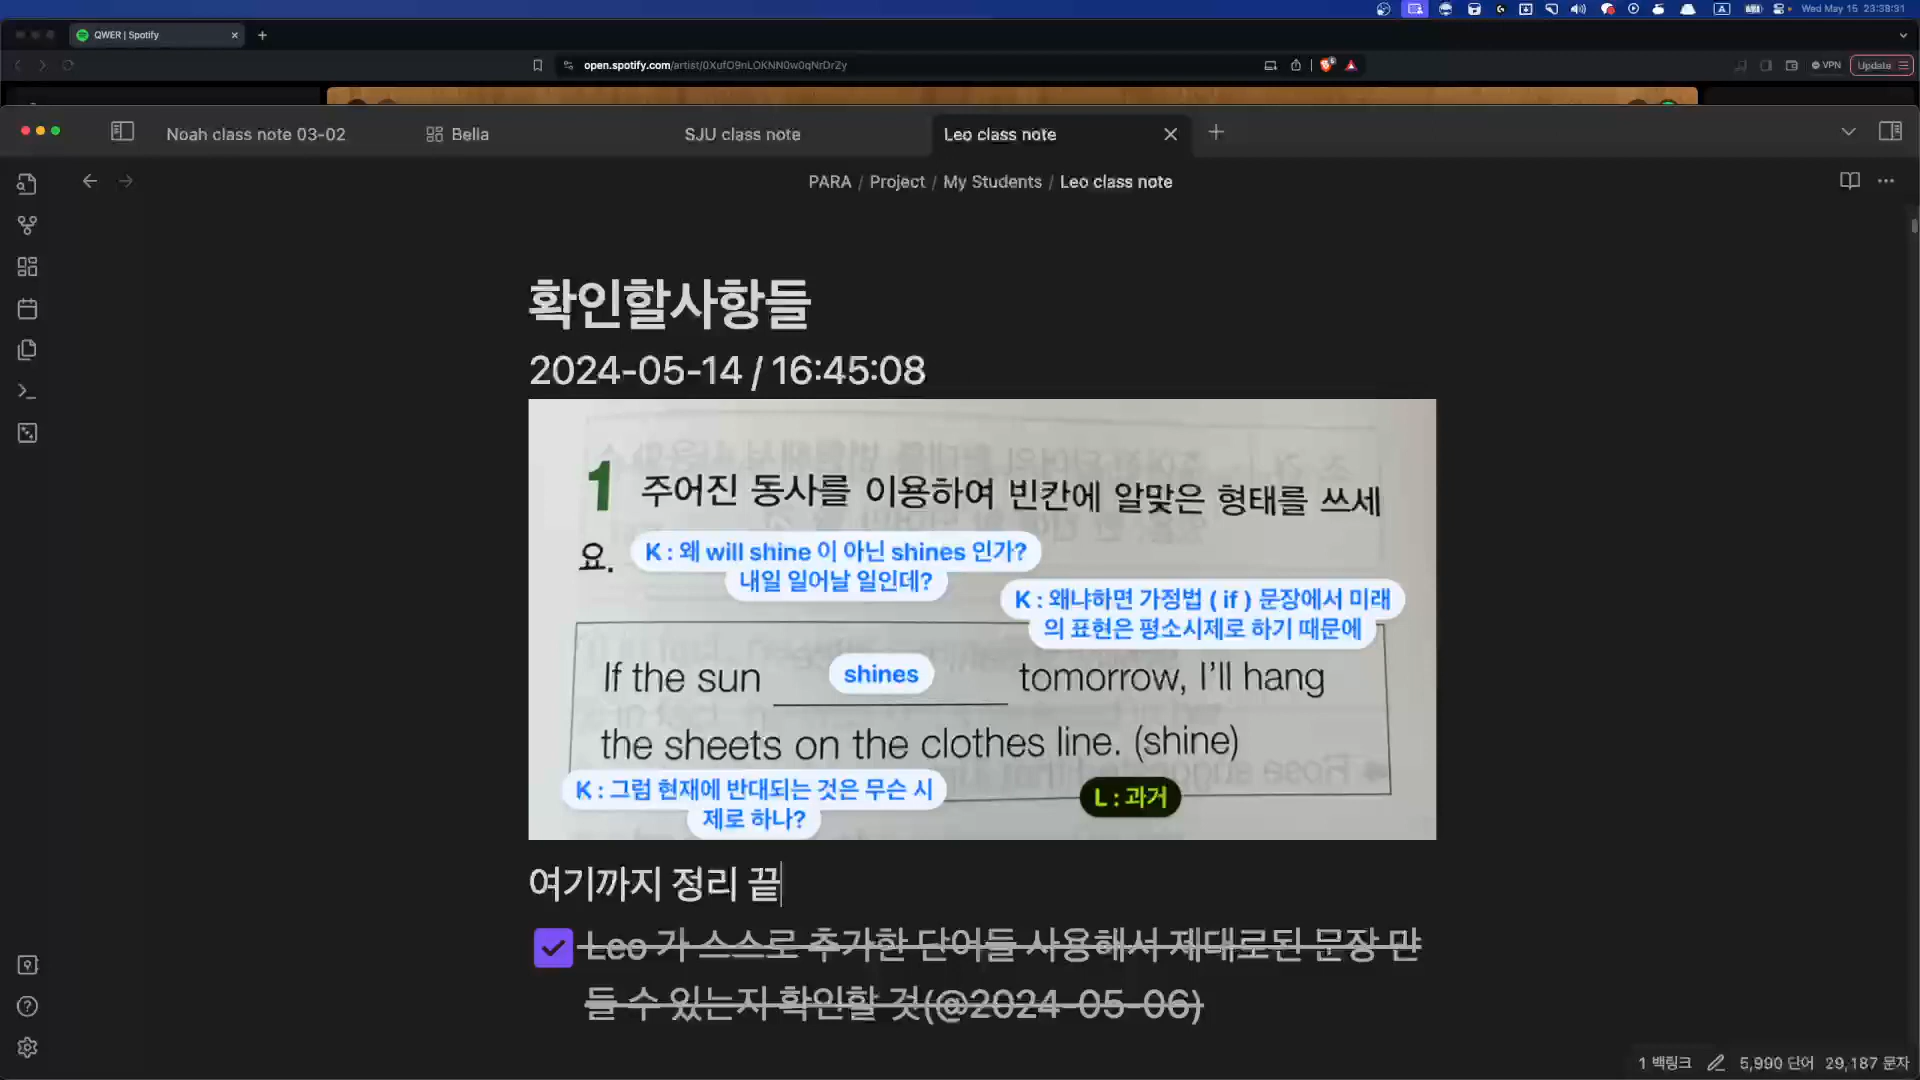 Wed May 15 23:38:31
QWER | Spotify
open.spotify.com/artist/0XufO9nLOKNN0w0qNrDrZy
VPN
Update
Noah class note 03-02
Bella
SJU class note
Leo class note
PARA / Project / My Students / Leo class note
확인할사항들
2024-05-14 / 16:45:08
1 주어진 동사를 이용하여 빈칸에 알맞은 형태를 쓰세
요.
K : 왜 will shine 이 아닌 shines 인가?
내일 일어날 일인데?
K : 왜냐하면 가정법 ( if ) 문장에서 미래
의 표현은 평소시제로 하기 때문에
If the sun shines tomorrow, I'll hang
the sheets on the clothes line. (shine)
K : 그럼 현재에 반대되는 것은 무슨 시
제로 하나?
L : 과거
여기까지 정리 끝
Leo 가 스스로 추가한 단어들 사용해서 제대로된 문장 만
들 수 있는지 확인할 것(@2024-05-06)
1 백링크
5,990 단어
29,187 문자